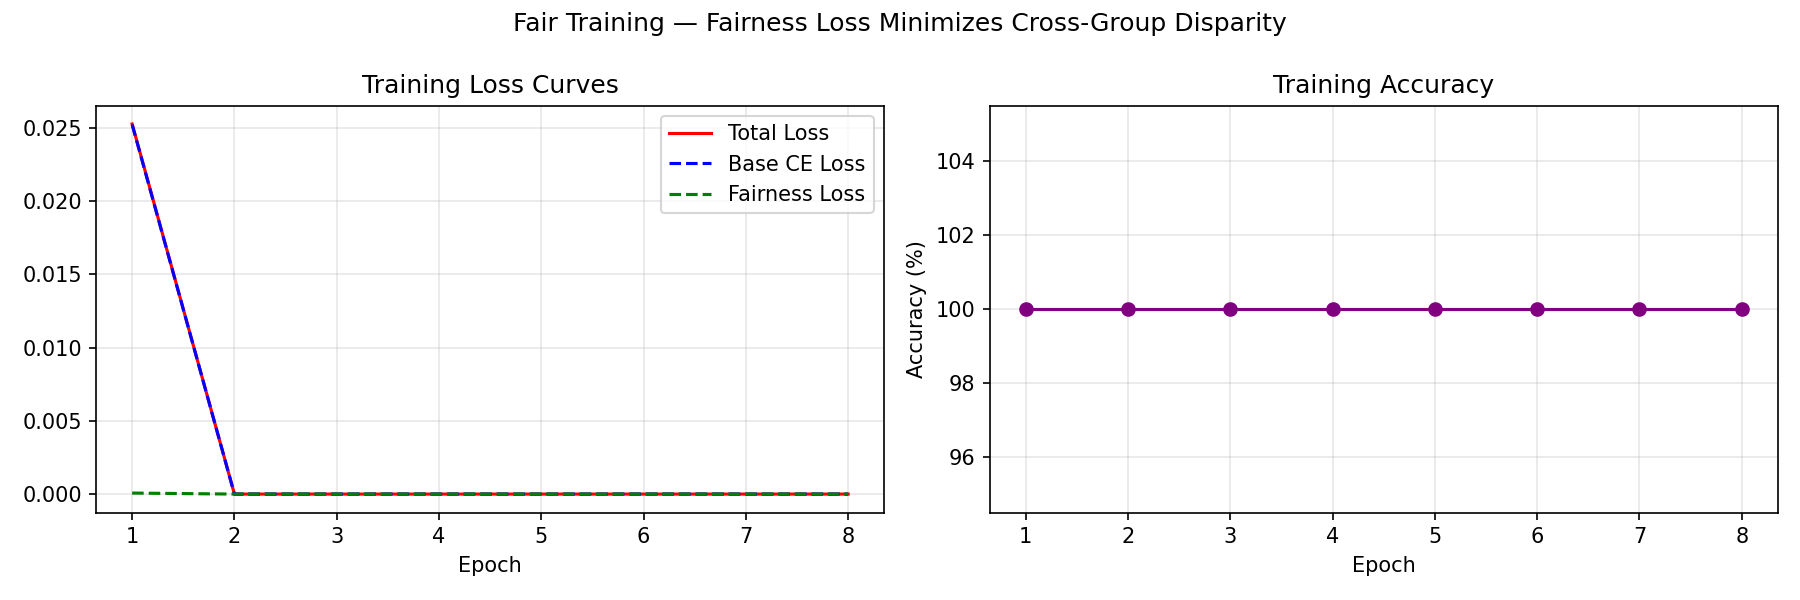 Fair Training — Fairness Loss Minimizes Cross-Group Disparity
Training Loss Curves
0.025
0.020
0.015
0.010
0.005
0.000
Total Loss
Base CE Loss
Fairness Loss
1 2 3 4 5 6 7 8
Epoch
Training Accuracy
Accuracy (%)
104
102
100
98
96
1 2 3 4 5 6 7 8
Epoch